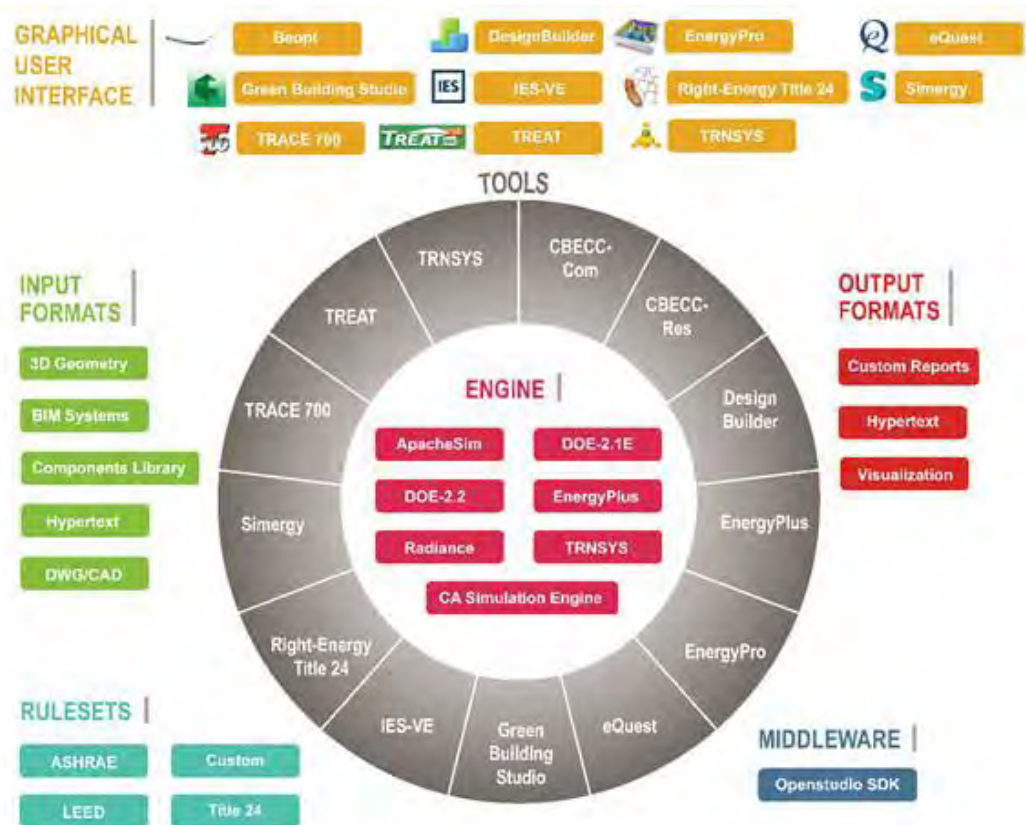 GRAPHICAL
USER
INTERFACE
Beopt
DesignBuilder
EnergyPro
eQuest
Green Building Studio
IES
IES-VE
Right-Energy Title 24
S
Simergy
TRACE 700
TREAT
TREAT
TRNSYS
TOOLS
TRNSYS
CBECC-
Com
TREAT
CBECC-
Res
TRACE 700
Design
Builder
Simergy
EnergyPlus
Right-Energy
Title 24
EnergyPro
IES-VE
Green
Building
Studio
eQuest
INPUT
FORMATS
3D Geometry
BIM Systems
Components Library
Hypertext
DWG/CAD
ENGINE
ApacheSim
DOE-2.1E
DOE-2.2
EnergyPlus
Radiance
TRNSYS
CA Simulation Engine
OUTPUT
FORMATS
Custom Reports
Hypertext
Visualization
RULESETS
ASHRAE
Custom
LEED
Title 24
MIDDLEWARE
Openstudio SDK